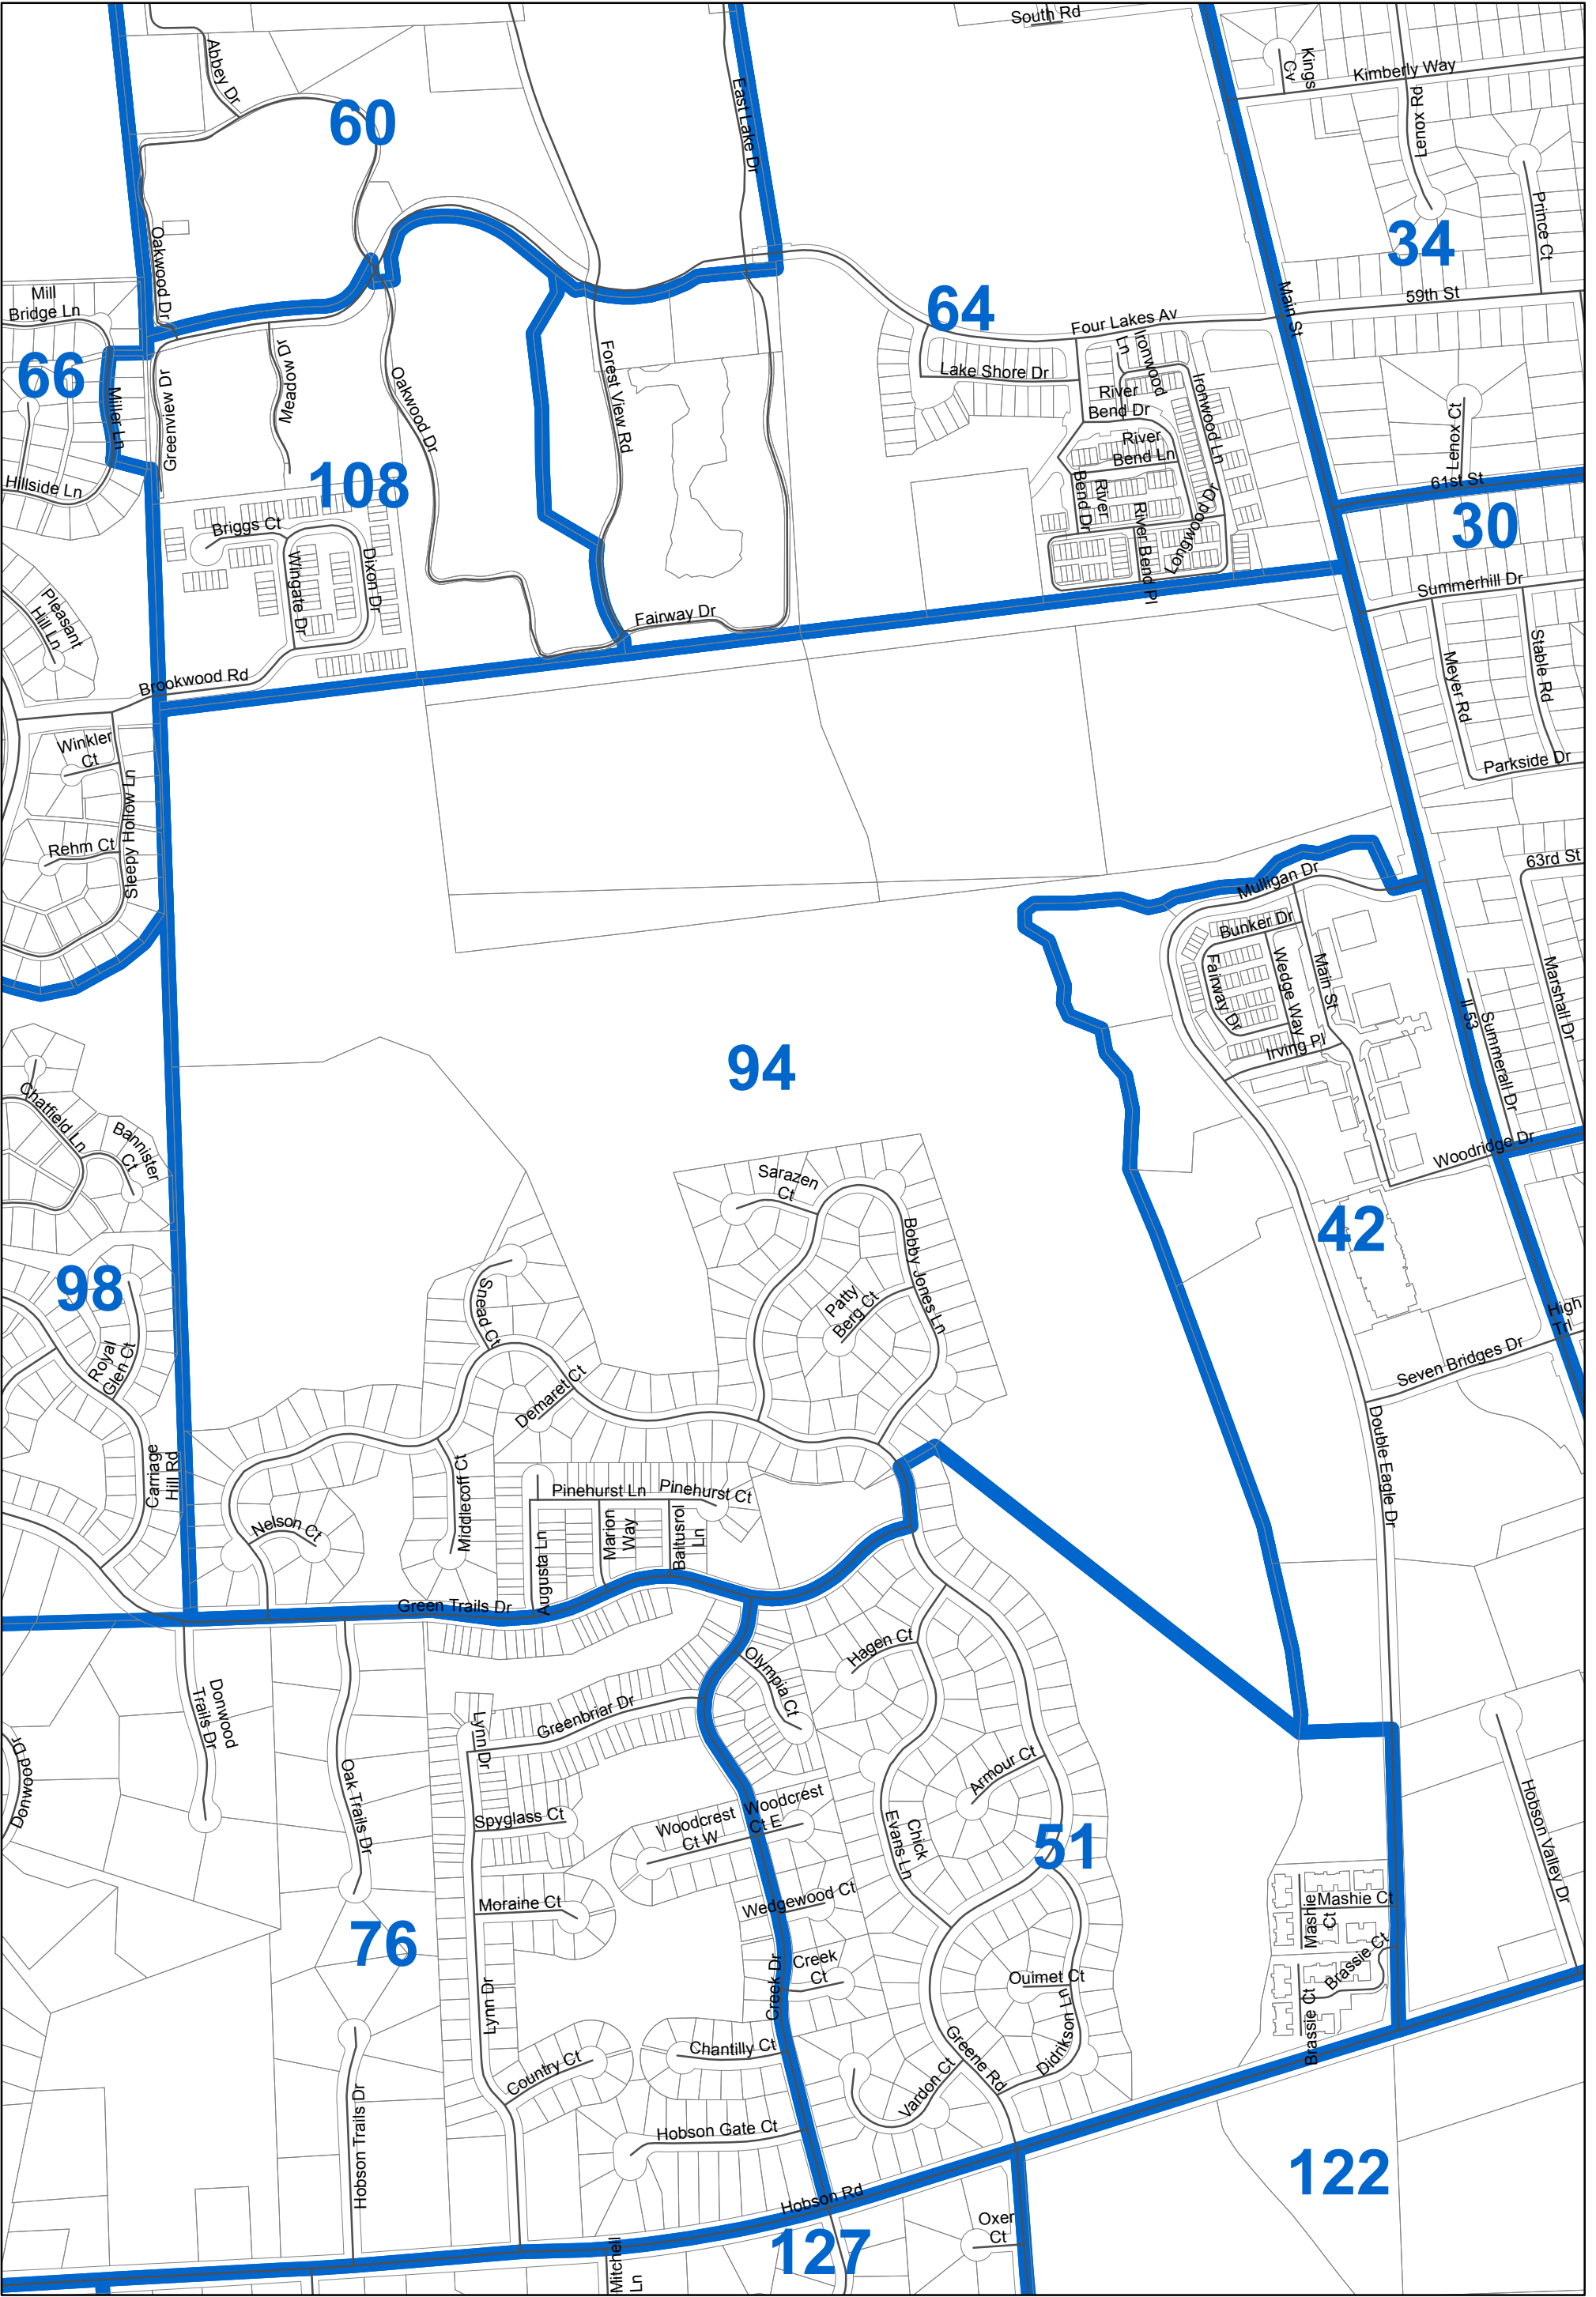 South Rd
Abbey Dr
60
East Lake Dr
Kings
Cv
Kimberly Way
Lenox Rd
Prince Ct
34
Oakwood Dr
Mill
Bridge Ln
66
Miller Ln
Greenview Dr
Meadow Dr
Oakwood Dr
Forest View Rd
64
Main St
59th St
Four Lakes Av
Ironwood
Ln
Lake Shore Dr
River
Bend Dr
Ironwood Ln
River
Bend Ln
River
Bend Dr
River Bend Pl
Longwood Dr
Lenox Ct
61st St
30
Hillside Ln
108
Briggs Ct
Wingate Dr
Dixon Dr
Pleasant
Hill Ln
Fairway Dr
Summerhill Dr
Meyer Rd
Stable Rd
Parkside Dr
Brookwood Rd
Winkler
Ct
Sleepy Hollow Ln
Rehm Ct
63rd St
Mulligan Dr
Bunker Dr
Fairway Dr
Wedge Way
Main St
Irving Pl
Il 53
Summerall Dr
Marshall Dr
94
Chatfield Ln
Bannister
Ct
Woodridge Dr
42
Sarazen
Ct
Bobby Jones Ln
Patty
Berg Ct
98
Snead Ct
Royal
Glen Ct
High
Trl
Seven Bridges Dr
Demaret Ct
Double Eagle Dr
Carriage
Hill Rd
Middlecoff Ct
Nelson Ct
Pinehurst Ln
Pinehurst Ct
Augusta Ln
Marion
Way
Baltusrol
Ln
Green Trails Dr
Hagen Ct
Olympia Ct
Donwood
Trails Dr
Greenbriar Dr
Lynn Dr
Donwood Dr
Oak Trails Dr
Armour Ct
Spyglass Ct
Woodcrest
Ct W
Woodcrest
Ct E
Chick
Evans Ln
51
Hobson Valley Dr
Moraine Ct
Wedgewood Ct
Mashie Ct
Mashie
Ct
76
Creek
Ct
Creek Dr
Ouimet Ct
Brassie Ct
Brassie Ct
Lynn Dr
Didrikson Ln
Greene Rd
Chantilly Ct
Country Ct
Vardon Ct
Hobson Trails Dr
Hobson Gate Ct
Hobson Rd
122
Oxer
Ct
127
Mitchell
Ln